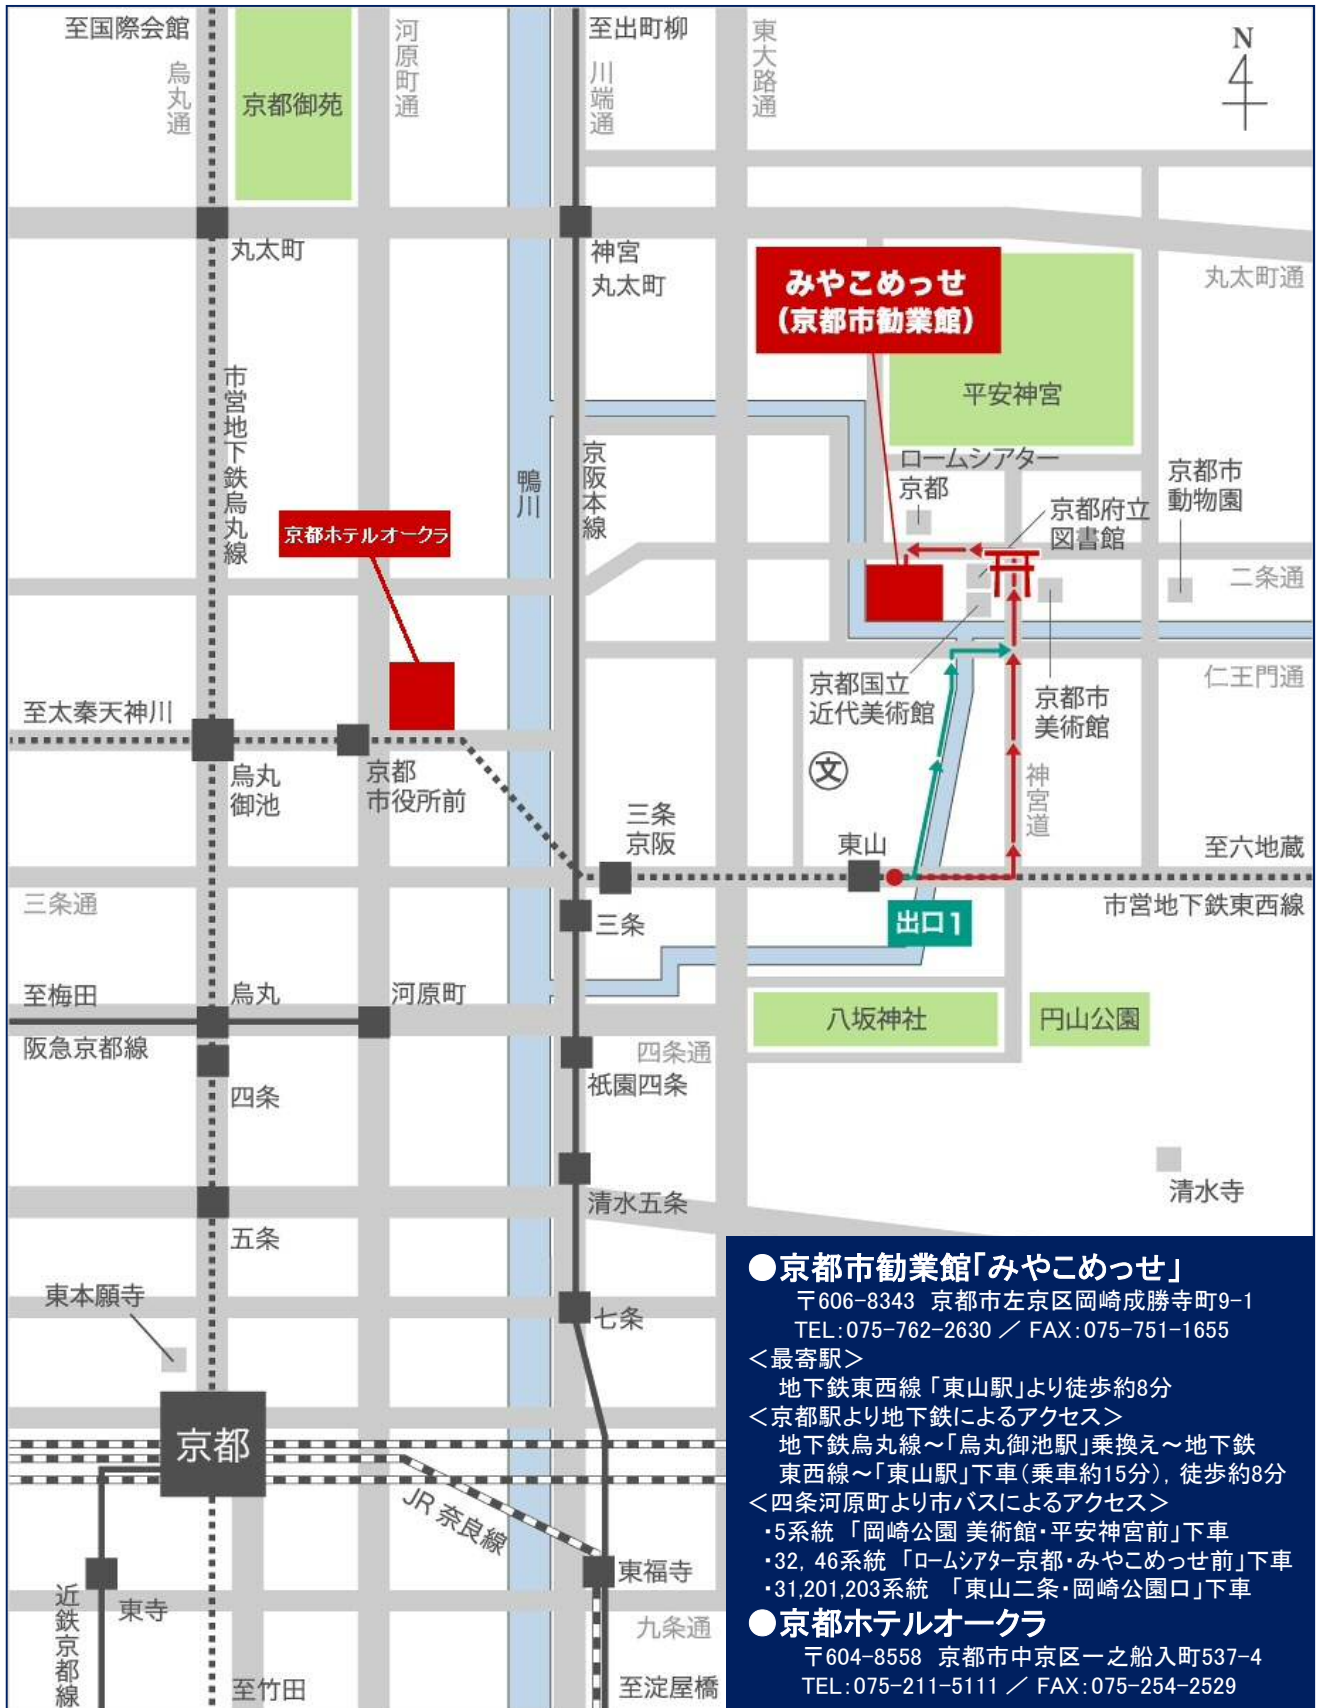 至国際会館
烏丸通
京都御苑
河原町通
至出町柳
川端通
東大路通
N
丸太町
神宮
丸太町
丸太町通
みやこめっせ
(京都市勧業館)
平安神宮
市営地下鉄烏丸線
鴨川
京阪本線
ロームシアター
京都
京都府立
図書館
京都市
動物園
京都ホテルオークラ
二条通
仁王門通
京都国立
近代美術館
京都市
美術館
至太秦天神川
烏丸
御池
京都
市役所前
文
神宮道
三条
京阪
東山
至六地蔵
三条通
市営地下鉄東西線
出口1
三条
至梅田
烏丸
河原町
八坂神社
円山公園
阪急京都線
四条通
四条
祇園四条
清水五条
清水寺
五条
東本願寺
七条
京都
JR 奈良線
東福寺
東寺
近鉄京都線
九条通
至竹田
至淀屋橋
●京都市勧業館「みやこめっせ」
〒606-8343 京都市左京区岡崎成勝寺町9-1
TEL:075-762-2630 ／ FAX:075-751-1655
＜最寄駅＞
地下鉄東西線 「東山駅」より徒歩約8分
＜京都駅より地下鉄によるアクセス＞
地下鉄烏丸線～「烏丸御池駅」乗換え～地下鉄
東西線～「東山駅」下車(乗車約15分), 徒歩約8分
＜四条河原町より市バスによるアクセス＞
・5系統 「岡崎公園 美術館・平安神宮前」下車
・32, 46系統 「ロームシアター京都・みやこめっせ前」下車
・31,201,203系統 「東山二条・岡崎公園口」下車
●京都ホテルオークラ
〒604-8558 京都市中京区一之船入町537-4
TEL:075-211-5111 ／ FAX:075-254-2529